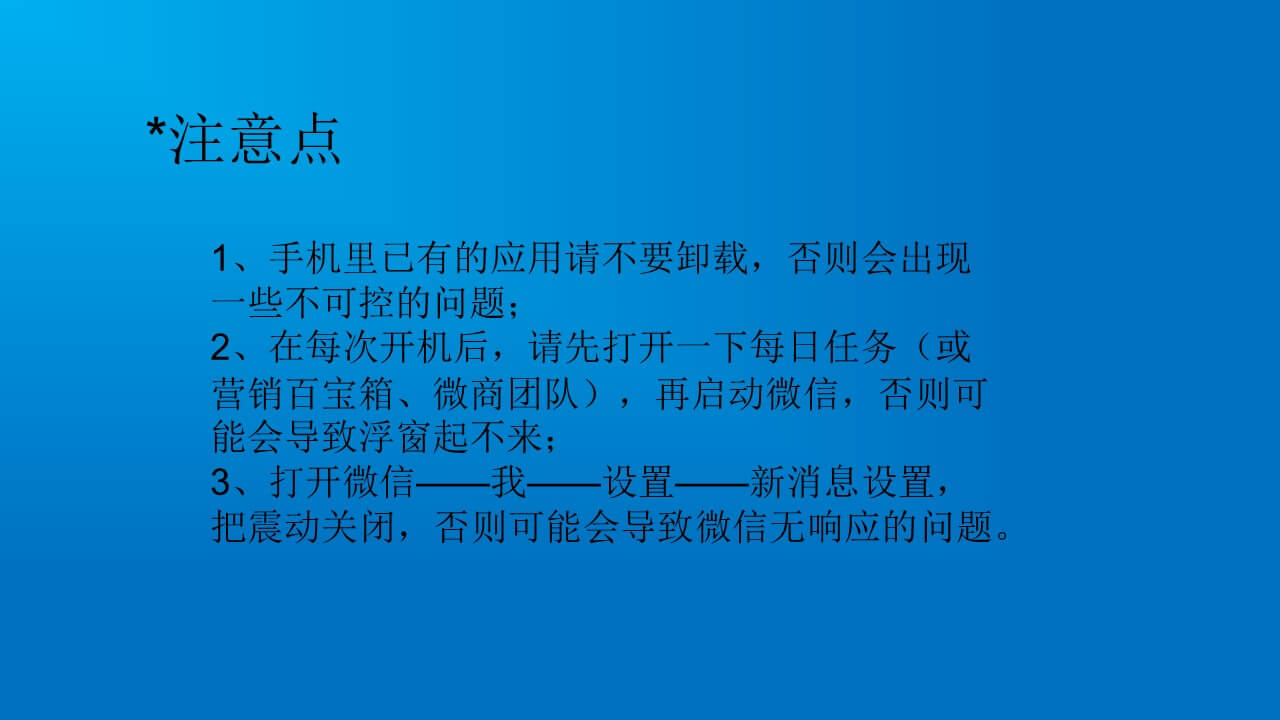 *注意点
1、手机里已有的应用请不要卸载，否则会出现
一些不可控的问题；
2、在每次开机后，请先打开一下每日任务（或
营销百宝箱、微商团队），再启动微信，否则可
能会导致浮窗起不来；
3、打开微信——我——设置——新消息设置，
把震动关闭，否则可能会导致微信无响应的问题。